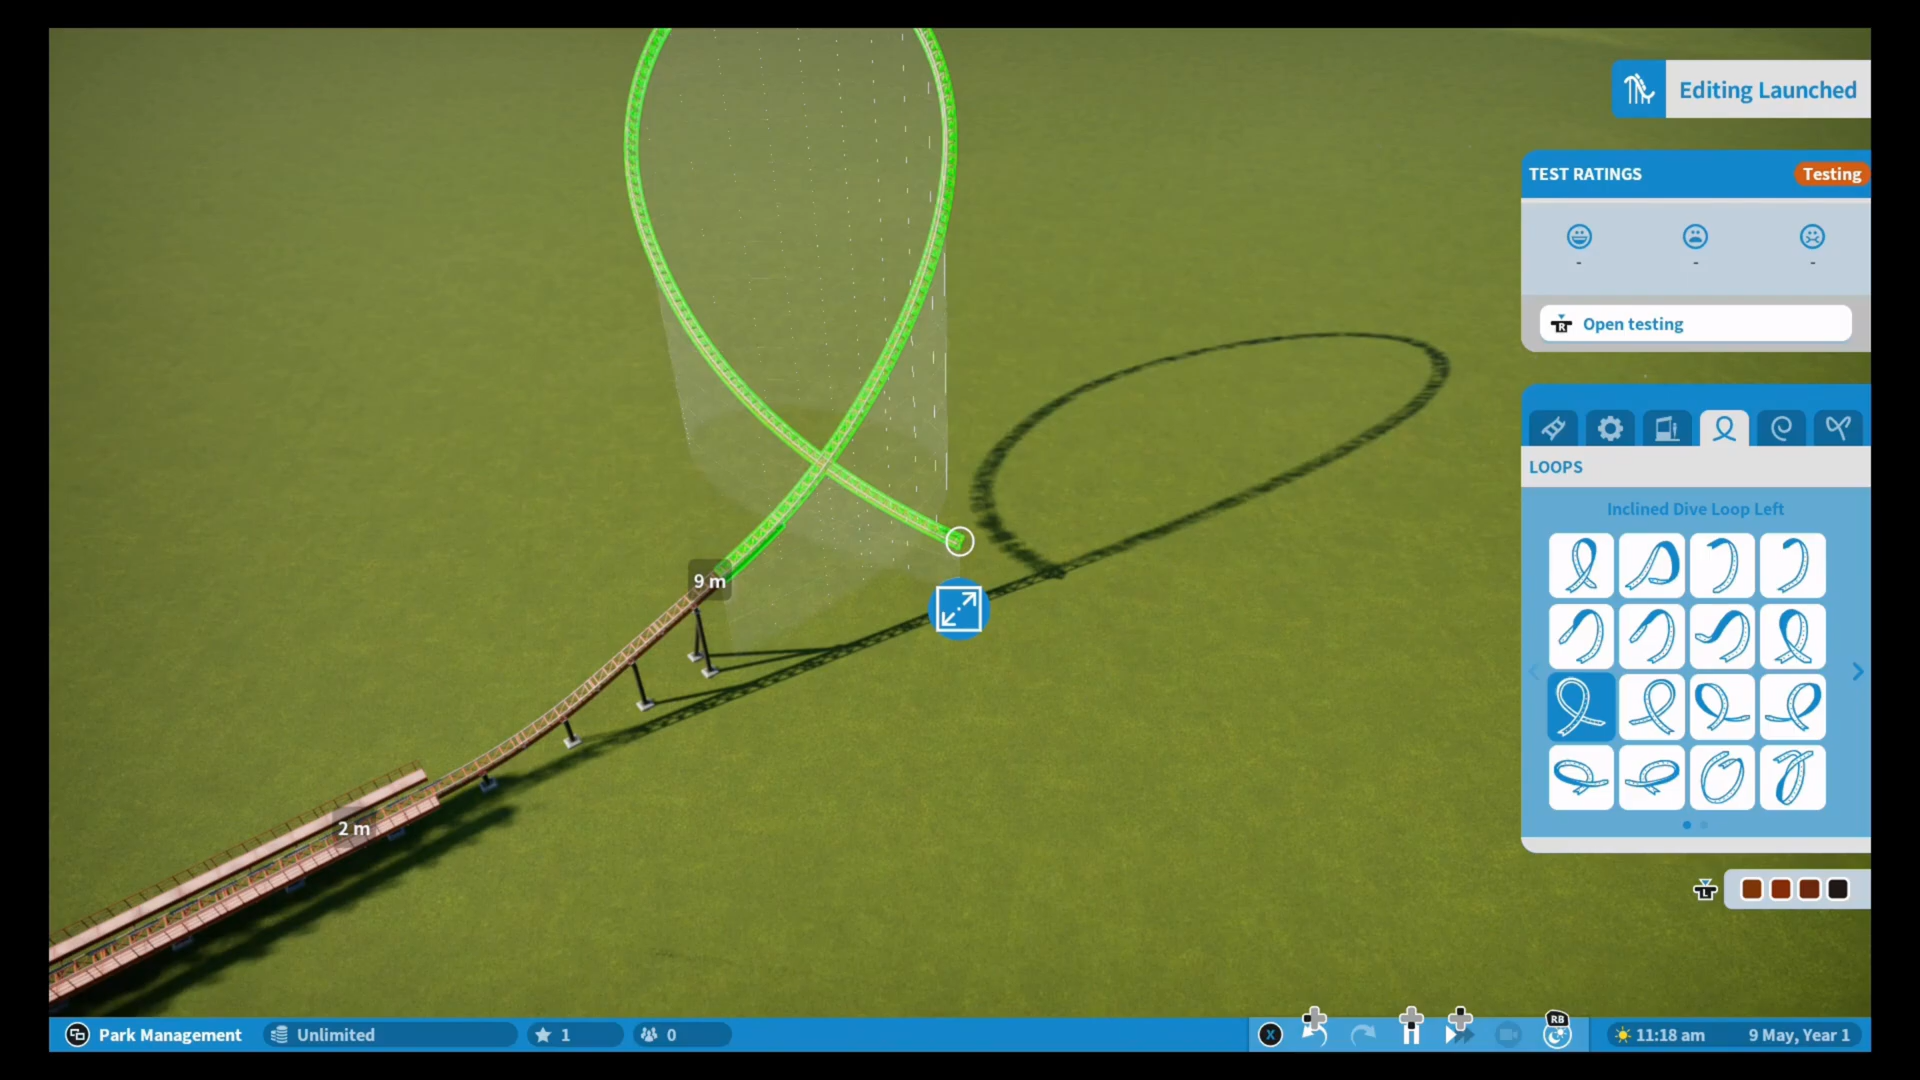 Editing Launched
TEST RATINGS
Testing
-
-
-
R
Open testing
LOOPS
Inclined Dive Loop Left
9 m
2 m
L
Park Management
Unlimited
1
0
X
RB
11:18 am
9 May, Year 1